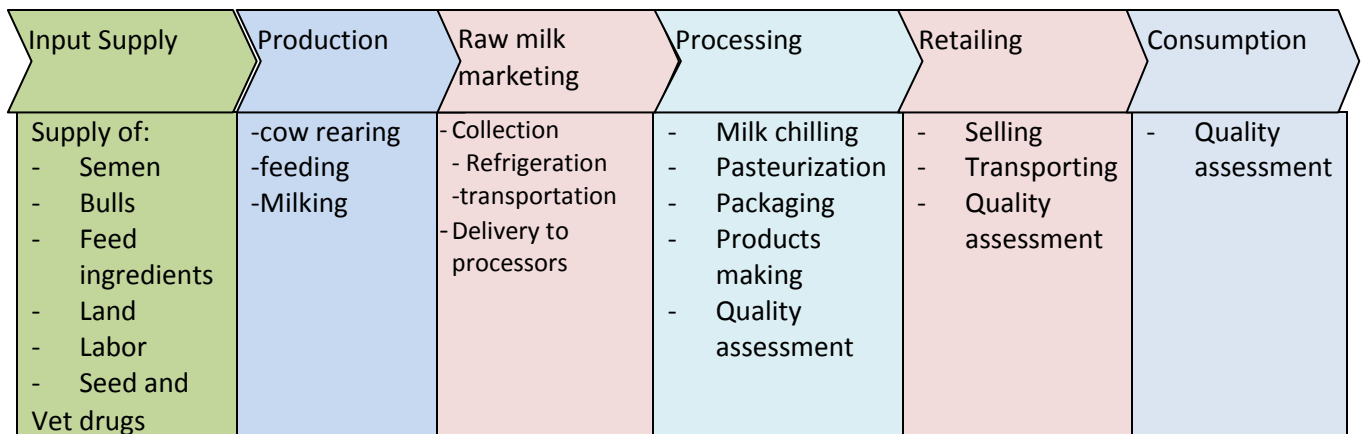 Input Supply
Production
Raw milk
marketing
Processing
Retailing
Consumption
Supply of:
- Semen
- Bulls
- Feed
ingredients
- Land
- Labor
- Seed and
Vet drugs
-cow rearing
-feeding
-Milking
- Collection
- Refrigeration
-transportation
- Delivery to
processors
- Milk chilling
- Pasteurization
- Packaging
- Products
making
- Quality
assessment
- Selling
- Transporting
- Quality
assessment
- Quality
assessment